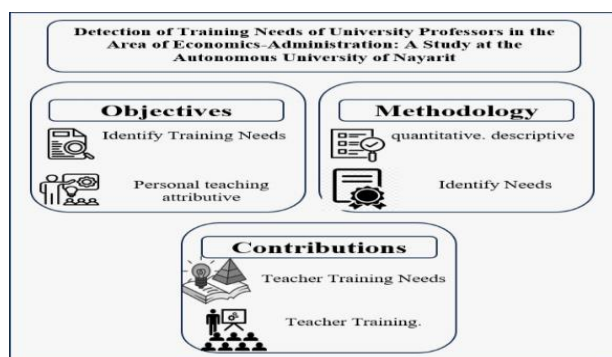 Detection of Training Needs of University Professors in the
Area of Economics-Administration: A Study at the
Autonomous University of Nayarit
Objectives
Identify Training Needs
Personal teaching
attributive
Methodology
quantitative. descriptive
Identify Needs
Contributions
Teacher Training Needs
Teacher Training.